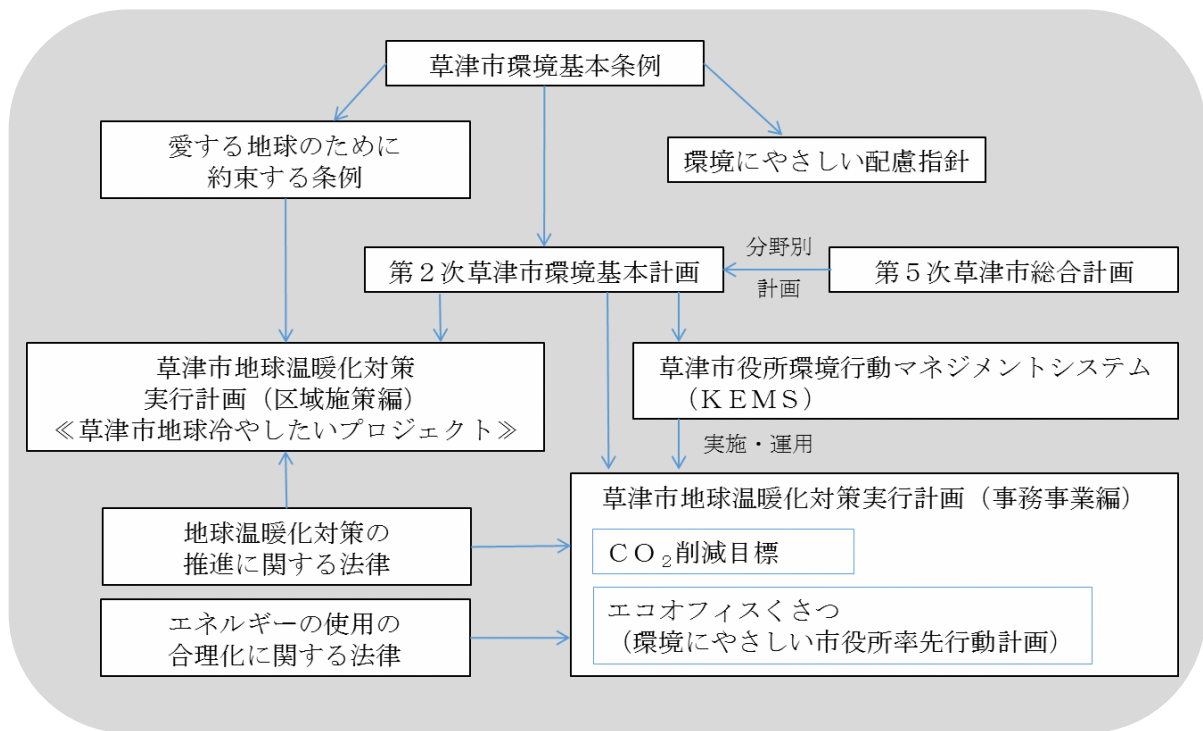 草津市環境基本条例
愛する地球のために
約束する条例
環境にやさしい配慮指針
第２次草津市環境基本計画
分野別
計画
第５次草津市総合計画
草津市地球温暖化対策
実行計画（区域施策編）
≪草津市地球冷やしたいプロジェクト≫
草津市役所環境行動マネジメントシステム
（ＫＥＭＳ）
実施・運用
草津市地球温暖化対策実行計画（事務事業編）
地球温暖化対策の
推進に関する法律
ＣＯ₂削減目標
エネルギーの使用の
合理化に関する法律
エコオフィスくさつ
（環境にやさしい市役所率先行動計画）